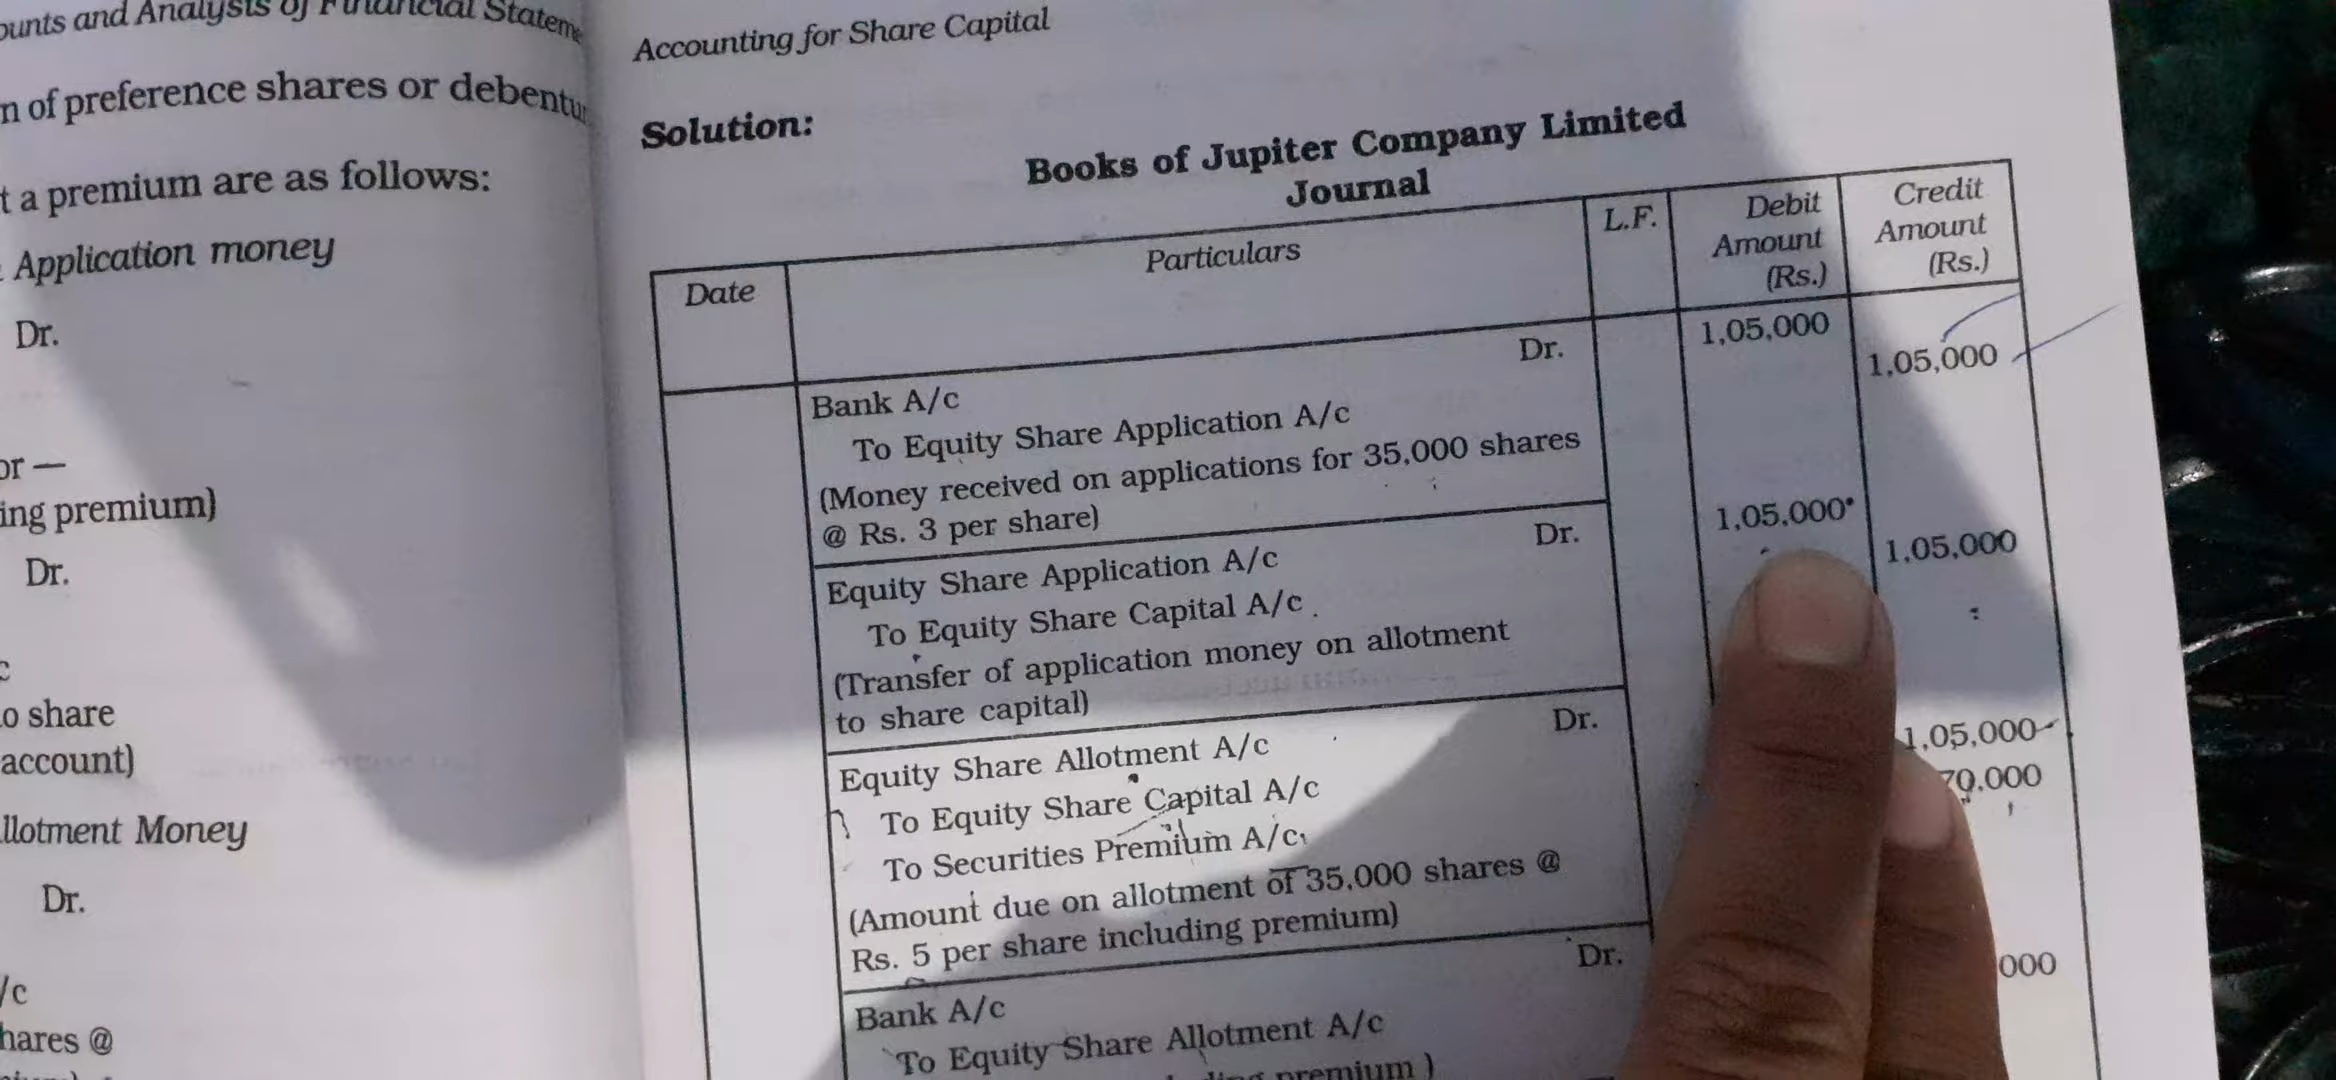 and Analysis of Financial
n of preference shares or
t a premium are as follows:
Application money
Dr.
or —
ing premium)
Dr.
o share
account)
llotment Money
Dr.
/c
hares @
Accounting for Share Capital
Solution:
Books of Jupiter Company Limited
Journal
Date Particulars L.F. Debit Amount (Rs.) Credit Amount (Rs.)
Bank A/c Dr. 1,05,000
To Equity Share Application A/c 1,05,000
(Money received on applications for 35,000 shares
@ Rs. 3 per share)
Equity Share Application A/c Dr. 1,05,000
To Equity Share Capital A/c 1,05,000
(Transfer of application money on allotment
to share capital)
Equity Share Allotment A/c Dr.
To Equity Share Capital A/c 1,05,000
To Securities Premium A/c 70,000
(Amount due on allotment of 35,000 shares @
Rs. 5 per share including premium)
Bank A/c Dr.
To Equity Share Allotment A/c 000
premium )